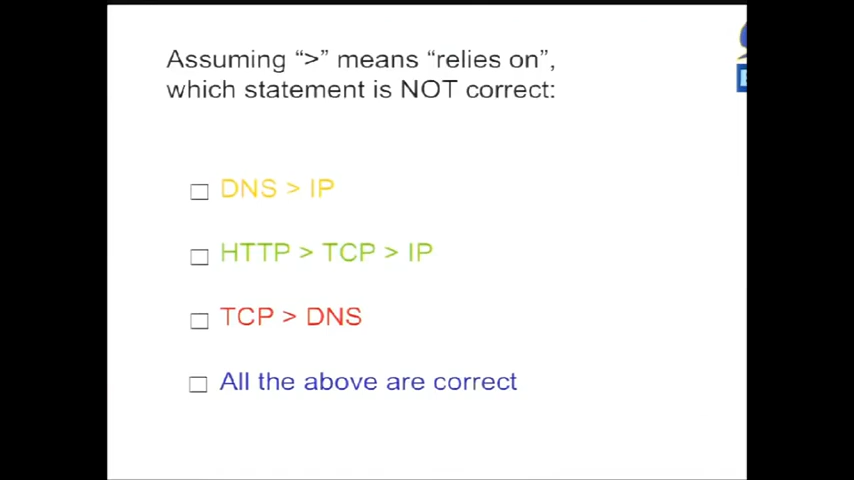 Assuming “>” means “relies on”,
which statement is NOT correct:
DNS > IP
HTTP > TCP > IP
TCP > DNS
All the above are correct